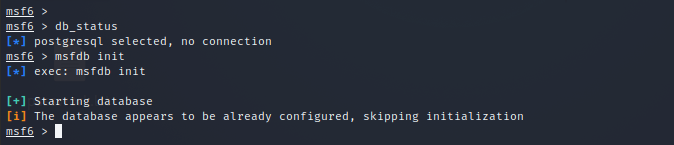 msf6 >
msf6 > db_status
[*] postgresql selected, no connection
msf6 > msfdb init
[*] exec: msfdb init
[+] Starting database
[i] The database appears to be already configured, skipping initialization
msf6 >